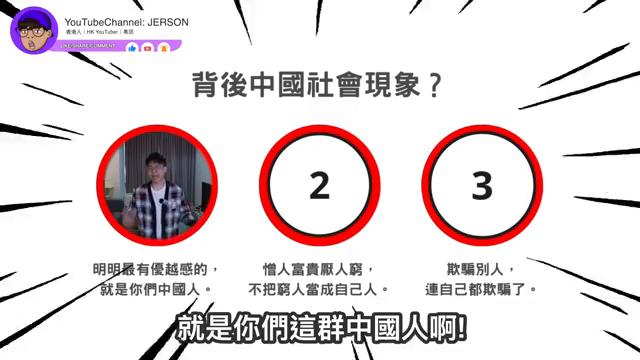 YouTubeChannel: JERSON
香港人｜HK YouTuber｜粵語
LIKE/SHARE/COMMENT
背後中國社會現象？
2
3
明明最有優越感的，
就是你們中國人。
憎人富貴厭人窮，
不把窮人當成自己人。
欺騙別人，
連自己都欺騙了。
就是你們這群中國人啊!